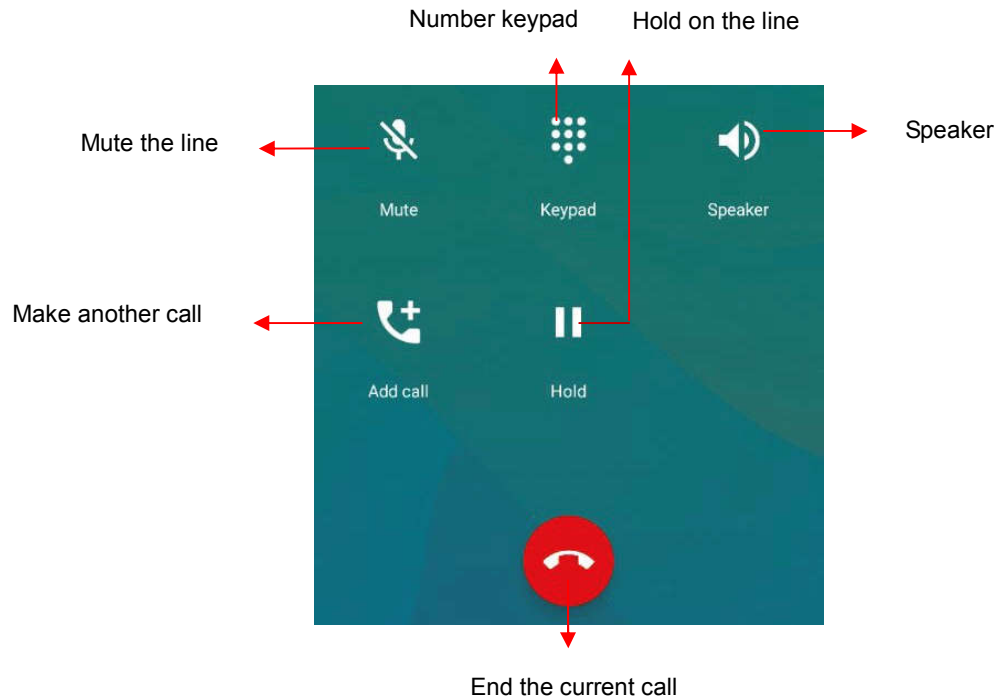 Number keypad
Hold on the line
Mute the line
Speaker
Mute
Keypad
Speaker
Make another call
Add call
Hold
End the current call